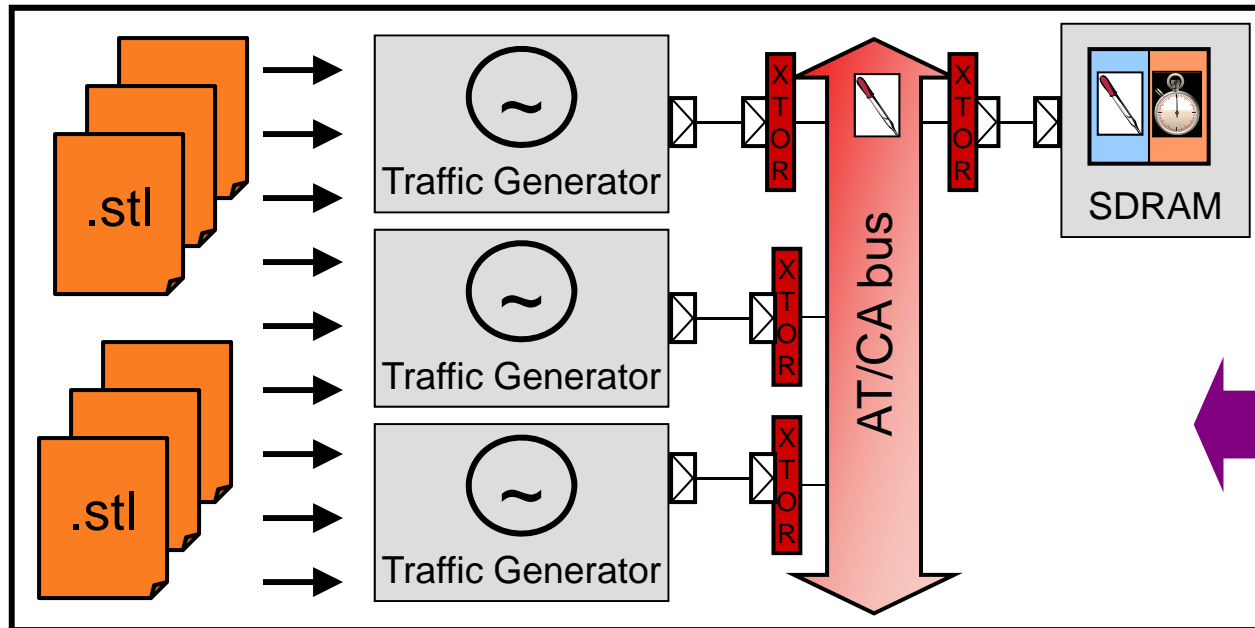 .stl
.stl
~
Traffic Generator
~
Traffic Generator
~
Traffic Generator
XTOR
XTOR
XTOR
AT/CA bus
XTOR
SDRAM